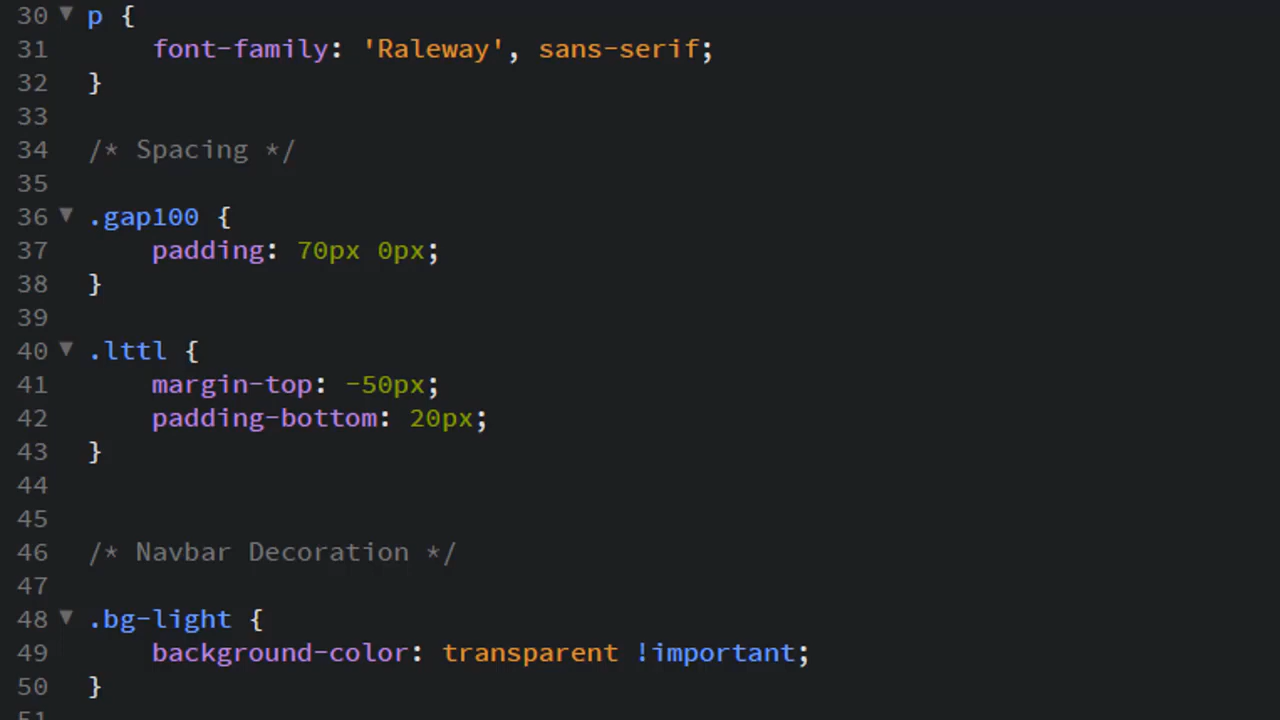 30 ▼ p {
31     font-family: 'Raleway', sans-serif;
32 }
33
34 /* Spacing */
35
36 ▼ .gap100 {
37     padding: 70px 0px;
38 }
39
40 ▼ .lttl {
41     margin-top: -50px;
42     padding-bottom: 20px;
43 }
44
45
46 /* Navbar Decoration */
47
48 ▼ .bg-light {
49     background-color: transparent !important;
50 }
51